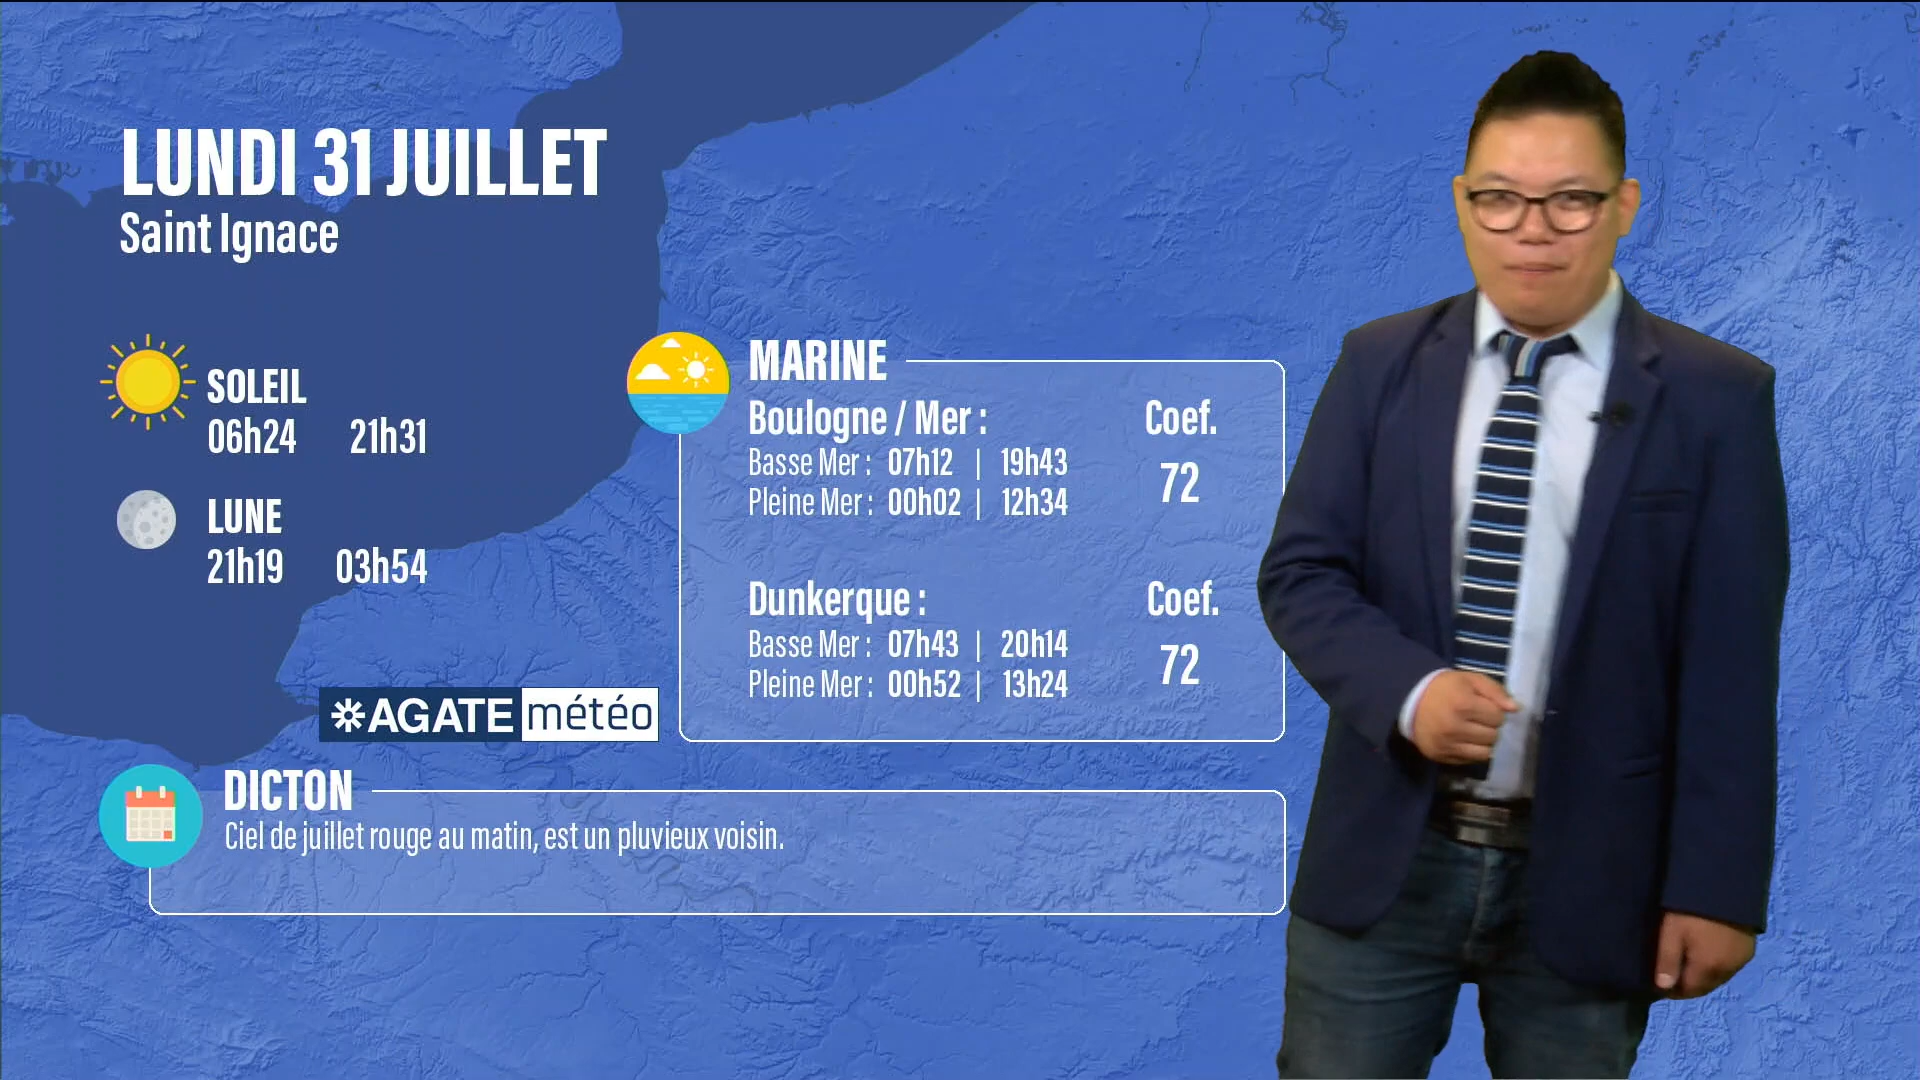 LUNDI 31 JUILLET
Saint Ignace
SOLEIL
06h24 21h31
LUNE
21h19 03h54
MARINE
Boulogne / Mer : Coef.
Basse Mer : 07h12 | 19h43
72
Pleine Mer : 00h02 | 12h34
Dunkerque : Coef.
Basse Mer : 07h43 | 20h14
72
Pleine Mer : 00h52 | 13h24
AGATE météo
DICTON
Ciel de juillet rouge au matin, est un pluvieux voisin.